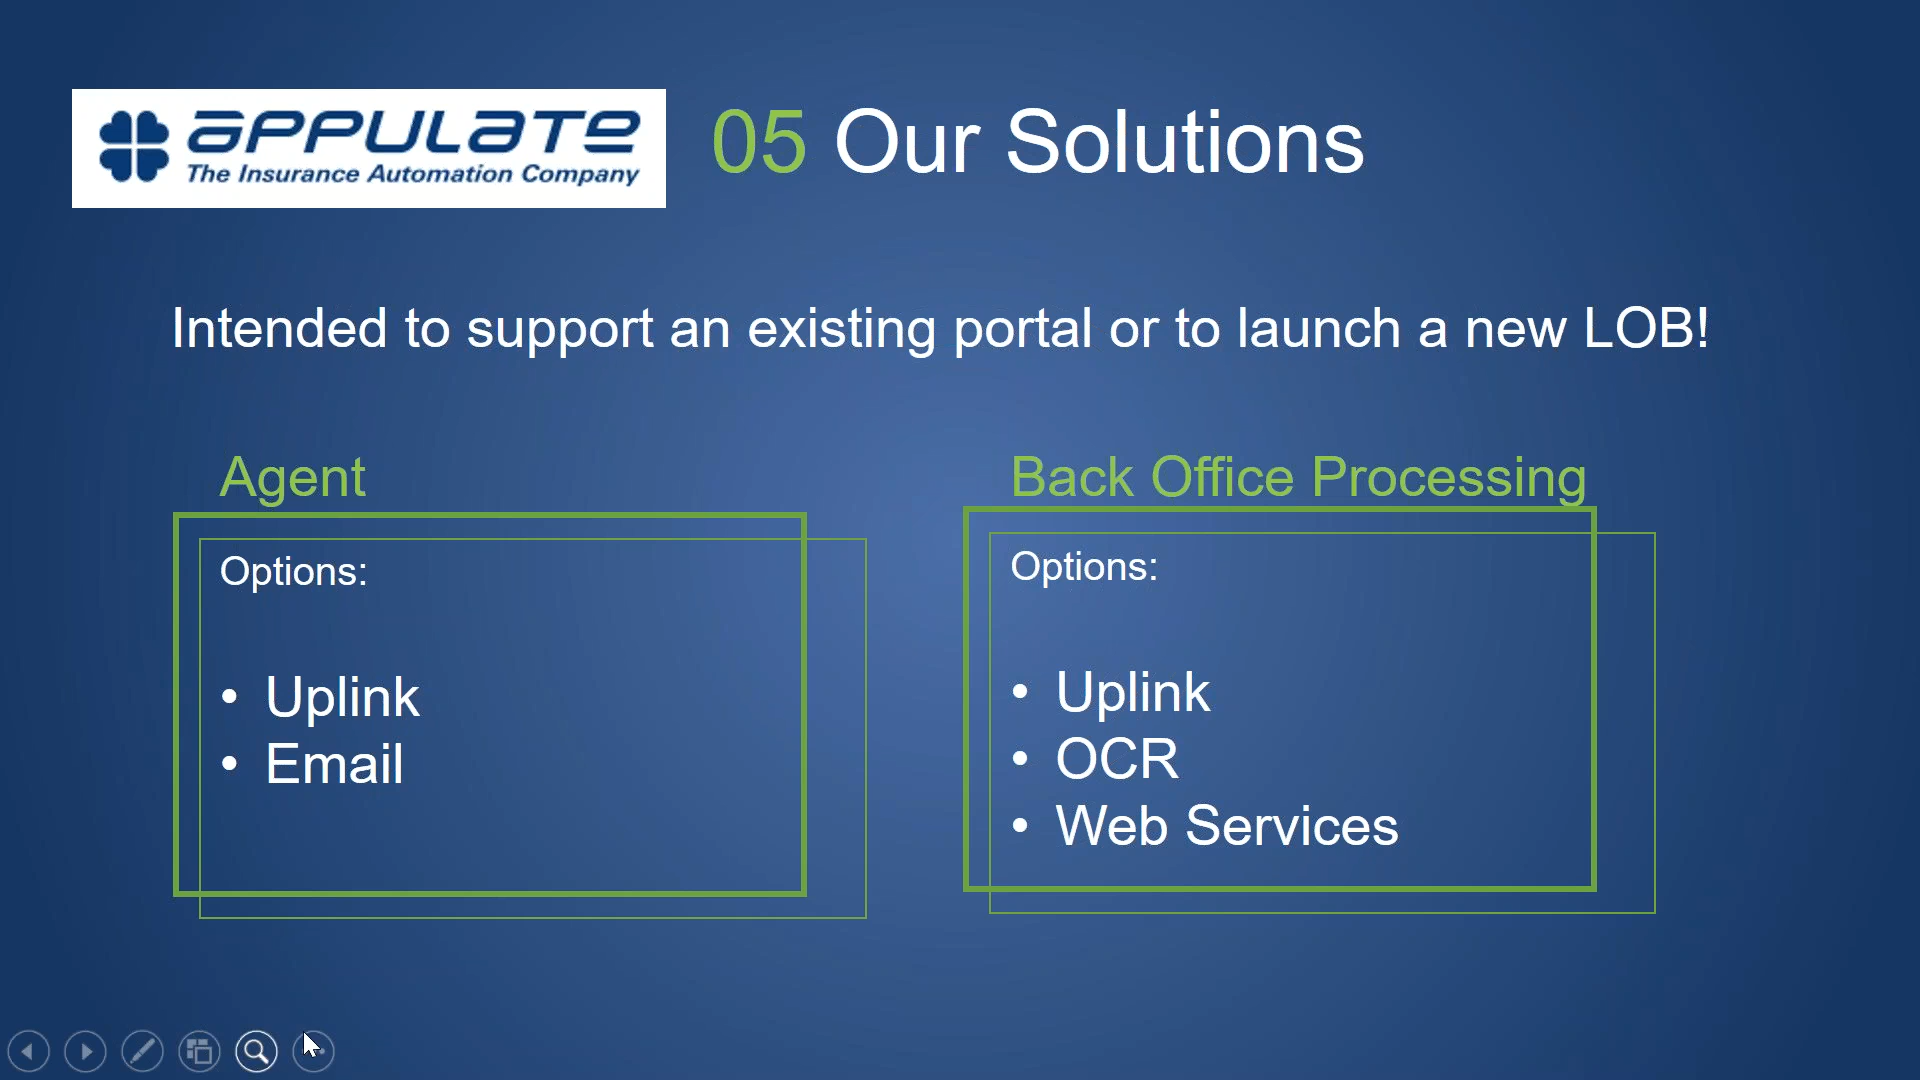 APPULATE
The Insurance Automation Company
05 Our Solutions
Intended to support an existing portal or to launch a new LOB!
Agent
Options:
• Uplink
• Email
Back Office Processing
Options:
• Uplink
• OCR
• Web Services